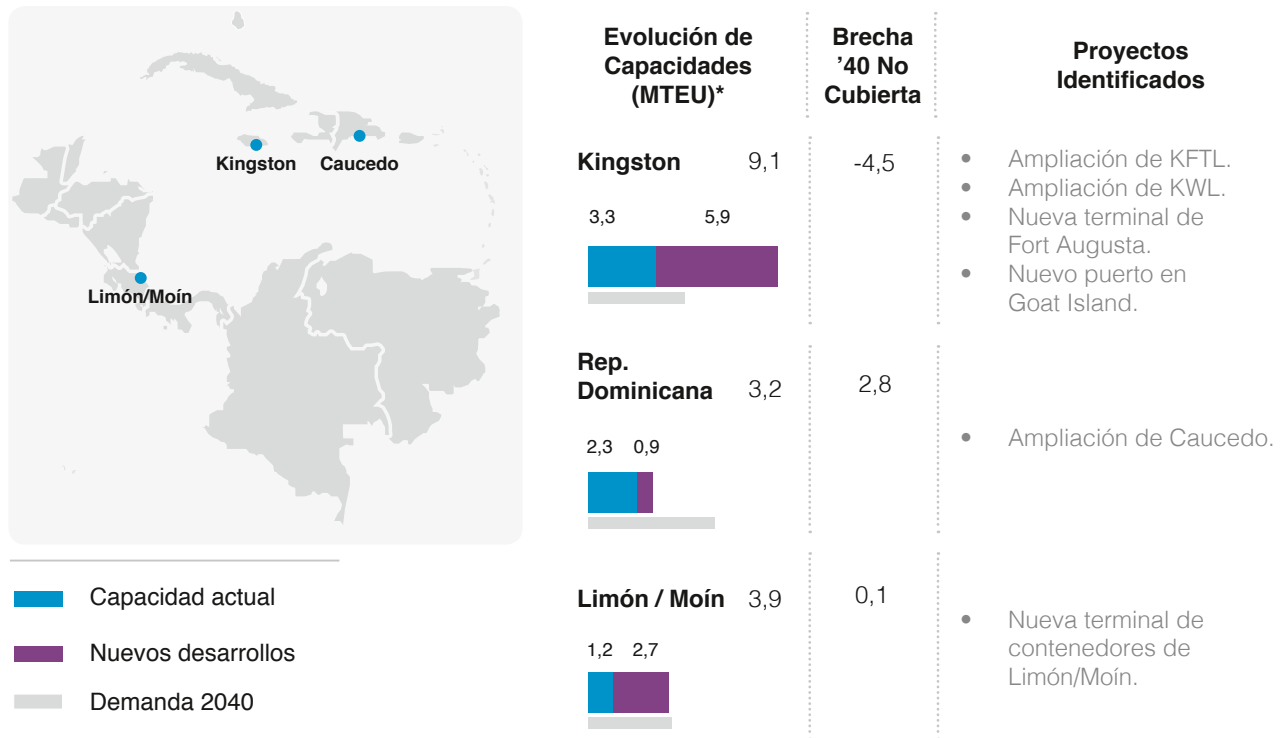 Kingston
Caucedo
Limón/Moín
Capacidad actual
Nuevos desarrollos
Demanda 2040
Evolución de
Capacidades
(MTEU)*
Brecha
’40 No
Cubierta
Proyectos
Identificados
Kingston 9,1
-4,5
3,3 5,9
• Ampliación de KFTL.
• Ampliación de KWL.
• Nueva terminal de
Fort Augusta.
• Nuevo puerto en
Goat Island.
Rep.
Dominicana 3,2
2,8
2,3 0,9
• Ampliación de Caucedo.
Limón / Moín 3,9
0,1
1,2 2,7
• Nueva terminal de
contenedores de
Limón/Moín.